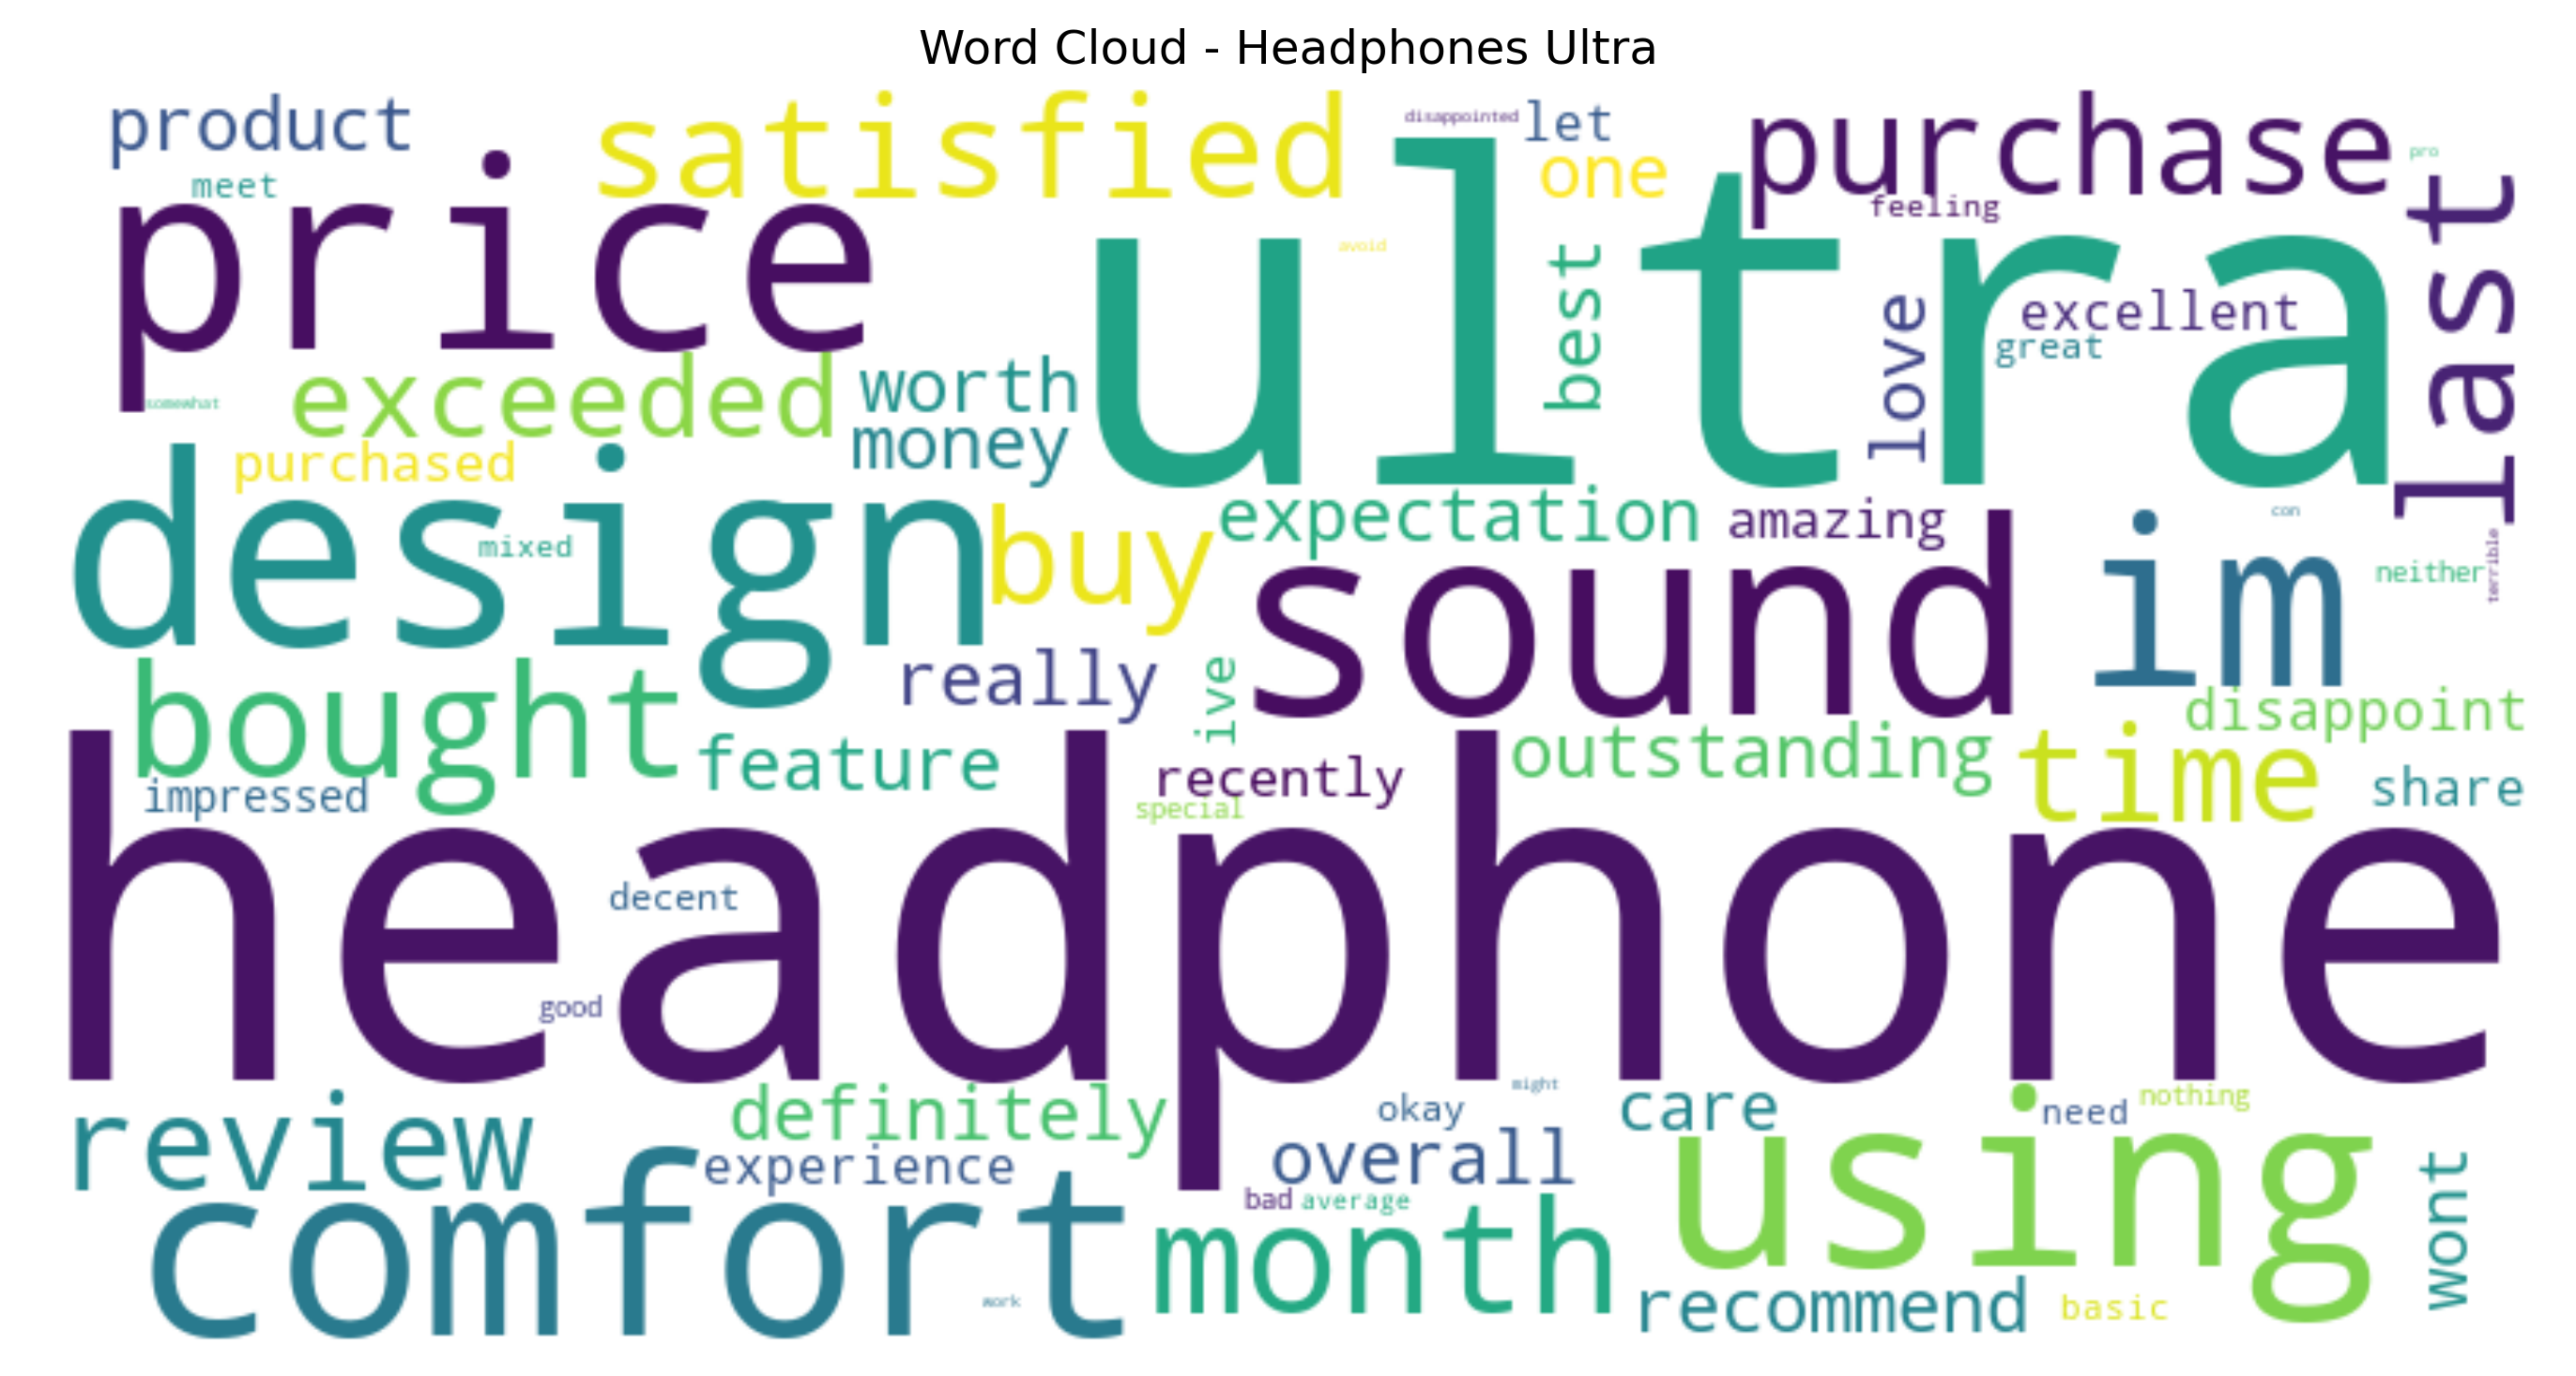 Word Cloud - Headphones Ultra
product
satisfied
disappointed
let
purchase
pro
meet
one
feeling
price
ultra
last
avoid
best
love
excellent
great
somewhat
exceeded
worth
money
purchased
design
mixed
buy
expectation
amazing
con
im
neither
terrible
sound
bought
really
ive
disappoint
feature
recently
outstanding
time
share
impressed
special
headphone
decent
good
review
definitely
might
okay
care
need
nothing
experience
overall
using
wont
comfort
bad
average
month
work
recommend
basic